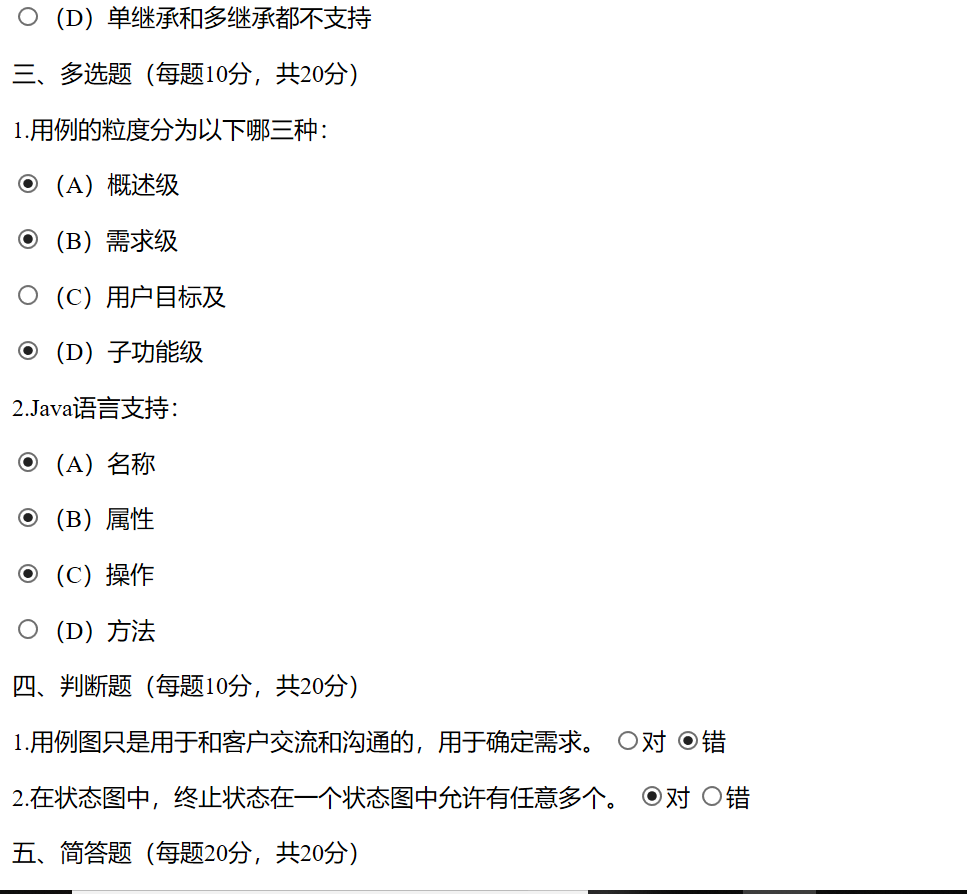 （D）单继承和多继承都不支持
三、多选题（每题10分，共20分）
1.用例的粒度分为以下哪三种：
（A）概述级
（B）需求级
（C）用户目标及
（D）子功能级
2.Java语言支持：
（A）名称
（B）属性
（C）操作
（D）方法
四、判断题（每题10分，共20分）
1.用例图只是用于和客户交流和沟通的，用于确定需求。 对 错
2.在状态图中，终止状态在一个状态图中允许有任意多个。 对 错
五、简答题（每题20分，共20分）